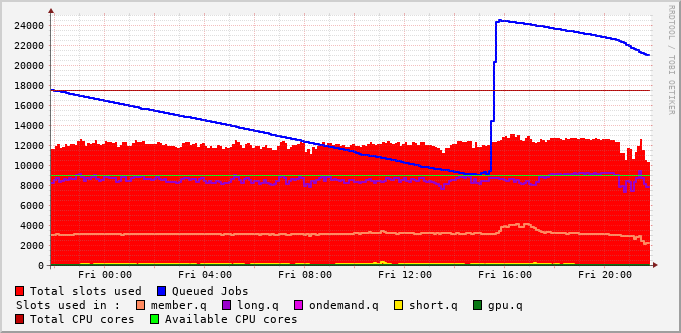 24000
22000
20000
18000
16000
14000
12000
10000
8000
6000
4000
2000
0
Fri 00:00 Fri 04:00 Fri 08:00 Fri 12:00 Fri 16:00 Fri 20:00
Total slots used Queued Jobs
Slots used in : member.q long.q ondemand.q short.q gpu.q
Total CPU cores Available CPU cores
RRDTOOL / TOBI OETIKER